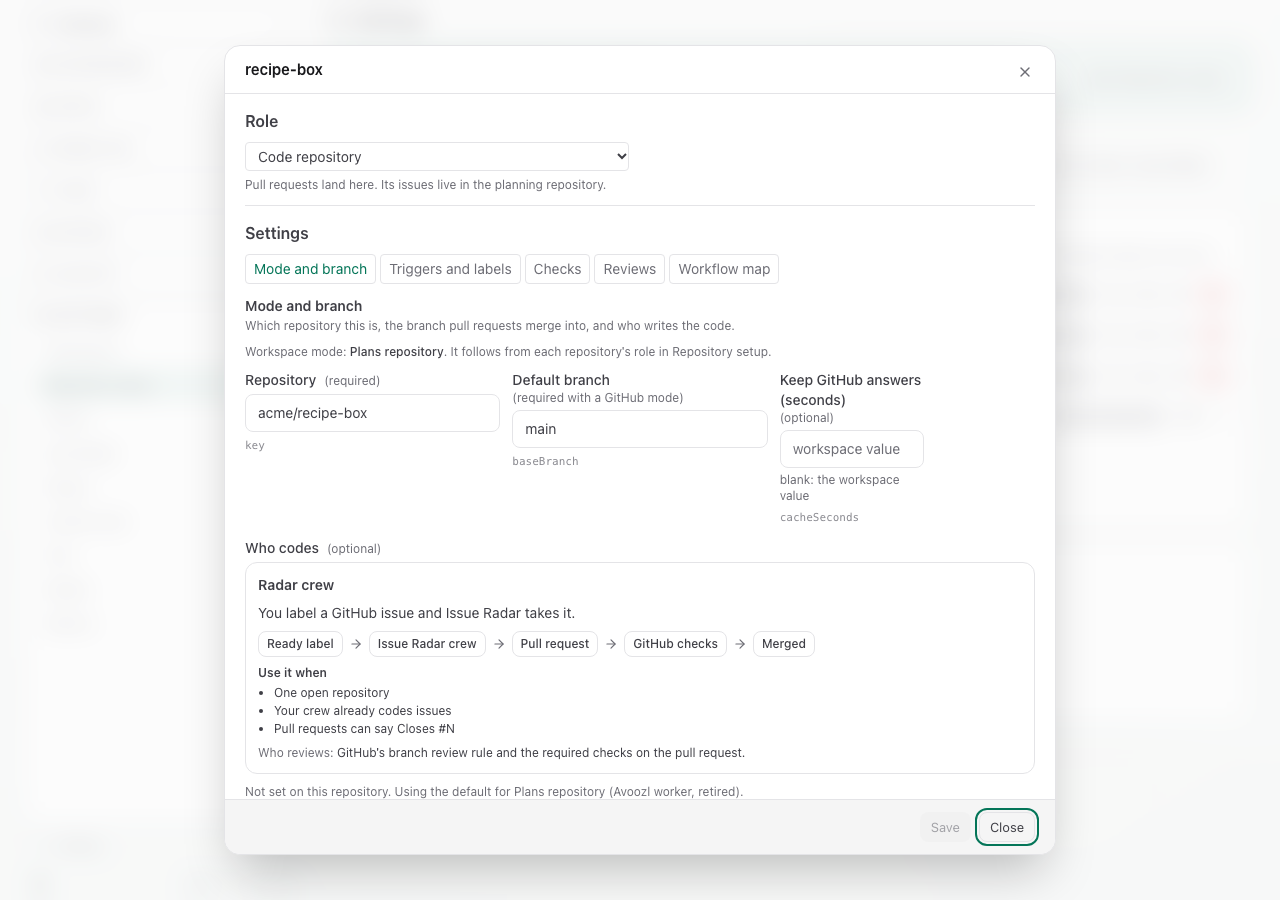 recipe-box
Role
Code repository
Pull requests land here. Its issues live in the planning repository.
Settings
Mode and branch
Triggers and labels
Checks
Reviews
Workflow map
Mode and branch
Which repository this is, the branch pull requests merge into, and who writes the code.
Workspace mode: Plans repository. It follows from each repository's role in Repository setup.
Repository (required)
acme/recipe-box
key
Default branch
(required with a GitHub mode)
main
baseBranch
Keep GitHub answers
(seconds)
(optional)
workspace value
blank: the workspace
value
cacheSeconds
Who codes (optional)
Radar crew
You label a GitHub issue and Issue Radar takes it.
Ready label → Issue Radar crew → Pull request → GitHub checks → Merged
Use it when
• One open repository
• Your crew already codes issues
• Pull requests can say Closes #N
Who reviews: GitHub's branch review rule and the required checks on the pull request.
Not set on this repository. Using the default for Plans repository (Avoozl worker, retired).
Save
Close